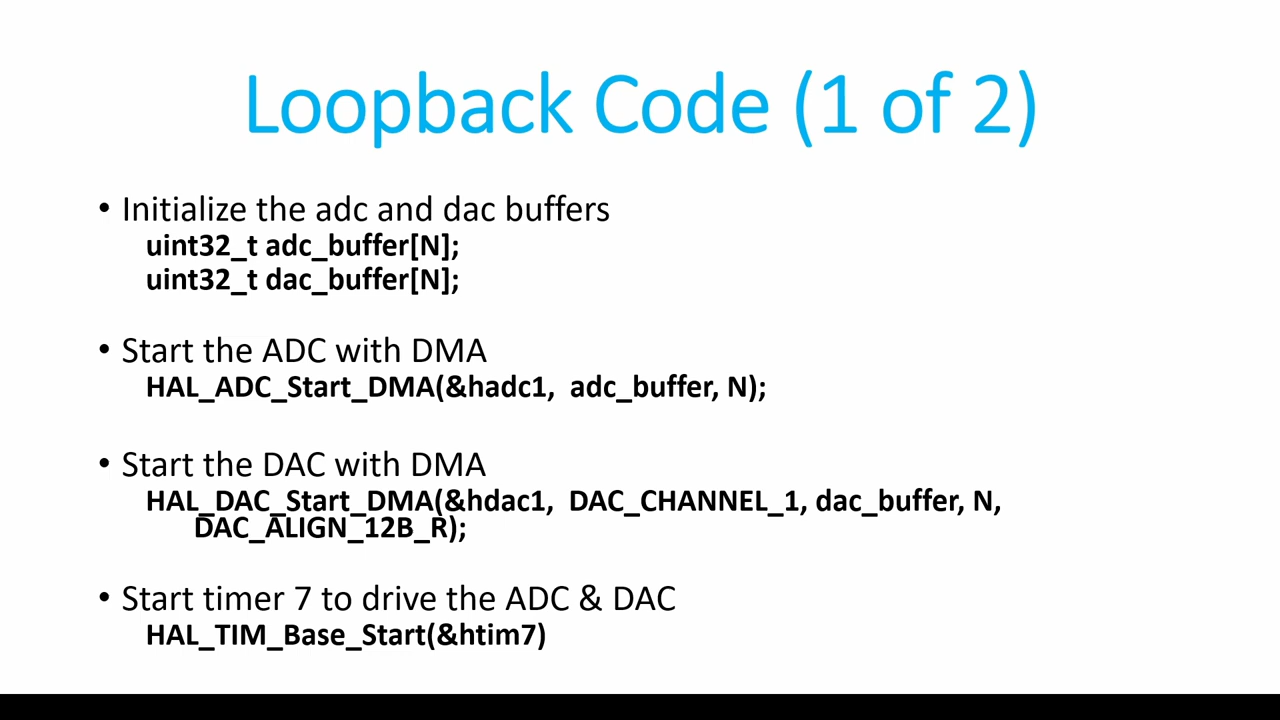 Loopback Code (1 of 2)
• Initialize the adc and dac buffers
uint32_t adc_buffer[N];
uint32_t dac_buffer[N];
• Start the ADC with DMA
HAL_ADC_Start_DMA(&hadc1,  adc_buffer, N);
• Start the DAC with DMA
HAL_DAC_Start_DMA(&hdac1,  DAC_CHANNEL_1, dac_buffer, N,
DAC_ALIGN_12B_R);
• Start timer 7 to drive the ADC & DAC
HAL_TIM_Base_Start(&htim7)